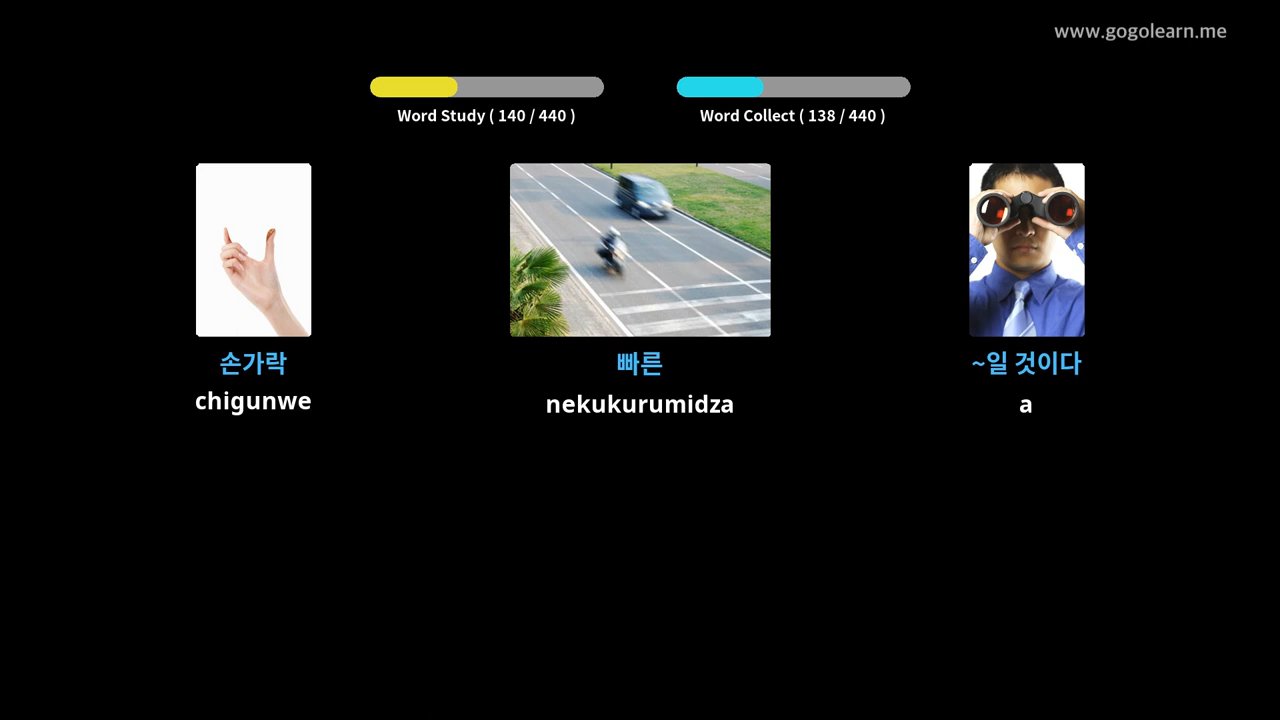 www.gogolearn.me
Word Study ( 140 / 440 )
Word Collect ( 138 / 440 )
손가락
chigunwe
빠른
nekukurumidza
~일 것이다
a